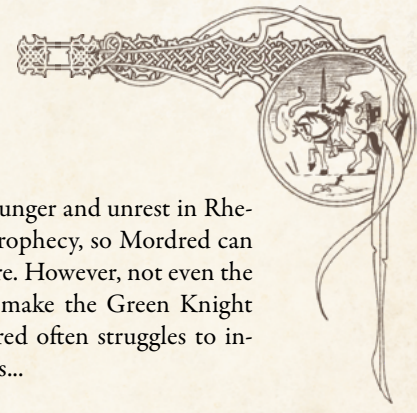 unger and unrest in Rhe-
rophecy, so Mordred can
re. However, not even the
make the Green Knight
red often struggles to in-
s...